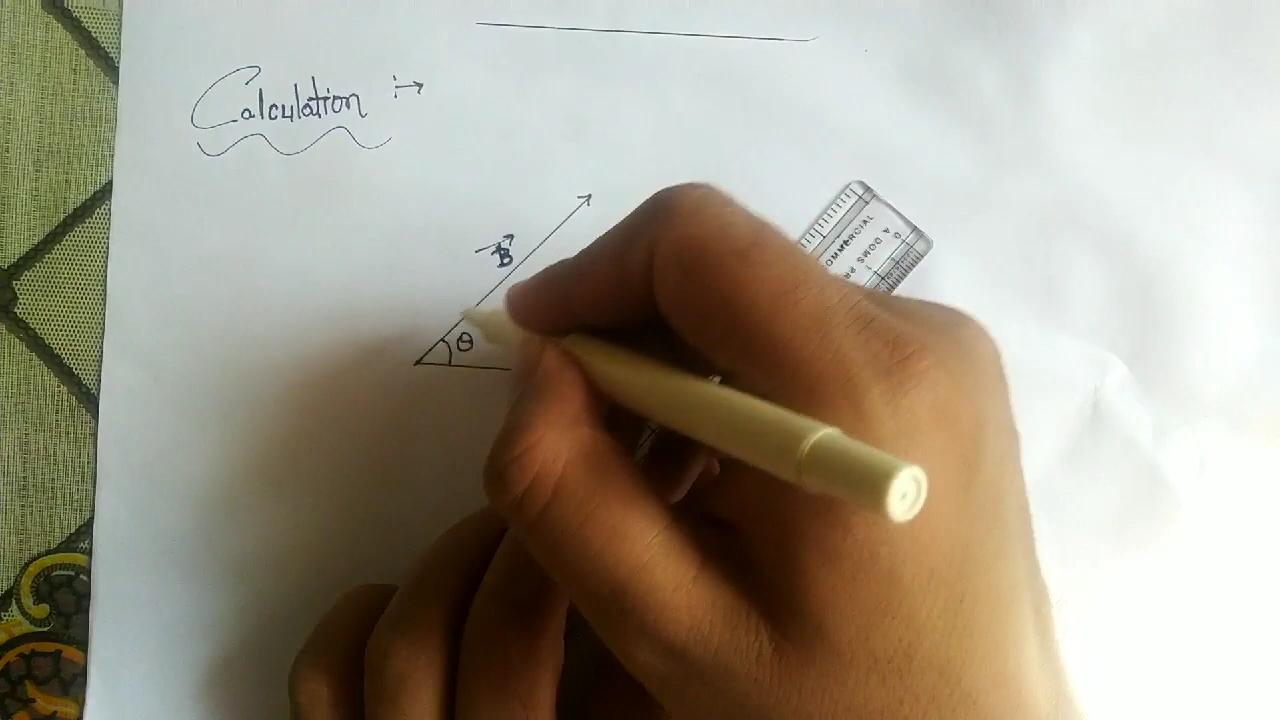 Calculation :→
B
θ